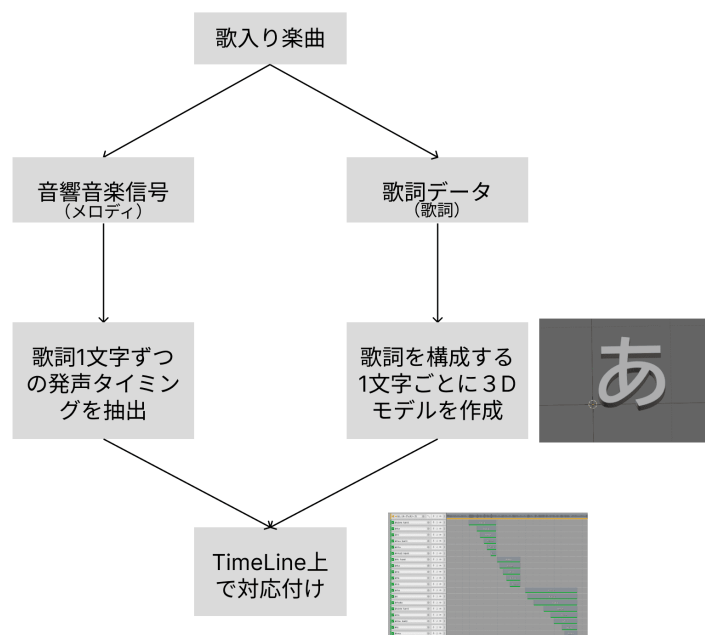 歌入り楽曲
音響音楽信号
（メロディ）
歌詞データ
（歌詞）
歌詞1文字ずつ
の発声タイミン
グを抽出
歌詞を構成する
1文字ごとに３D
モデルを作成
あ
TimeLine上
で対応付け